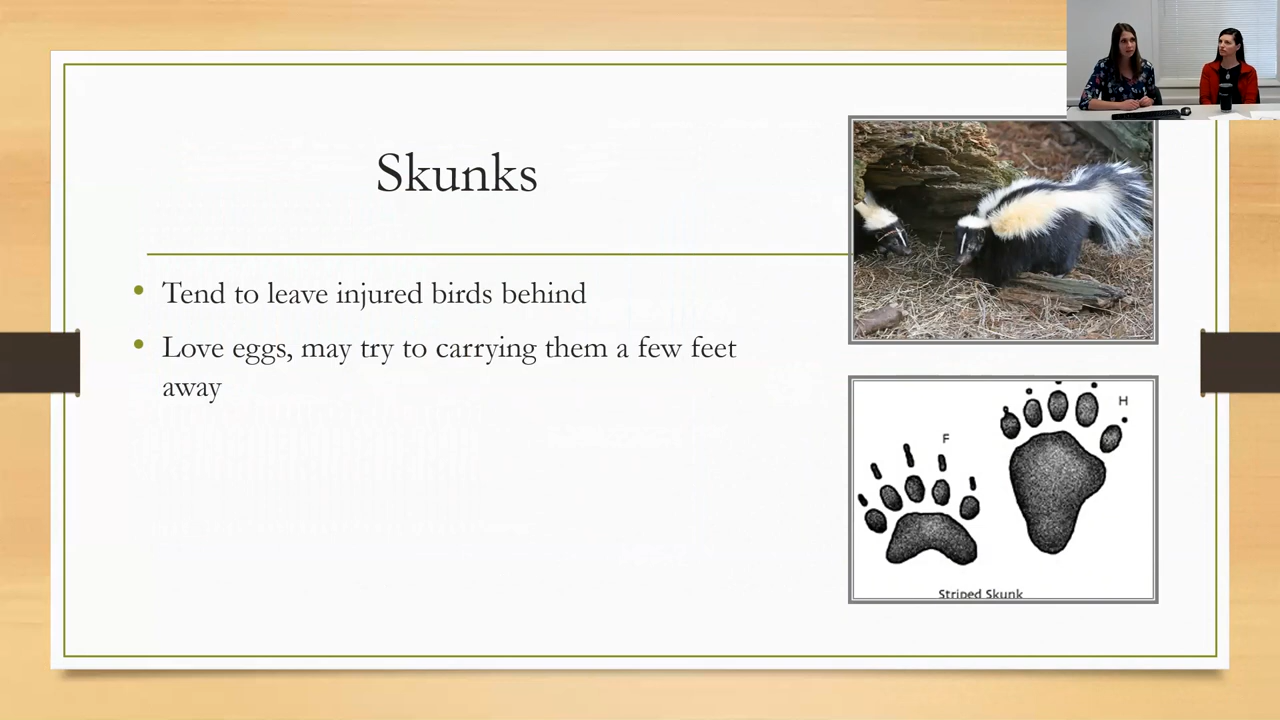 Skunks
Tend to leave injured birds behind
Love eggs, may try to carrying them a few feet
away
F
H
Striped Skunk